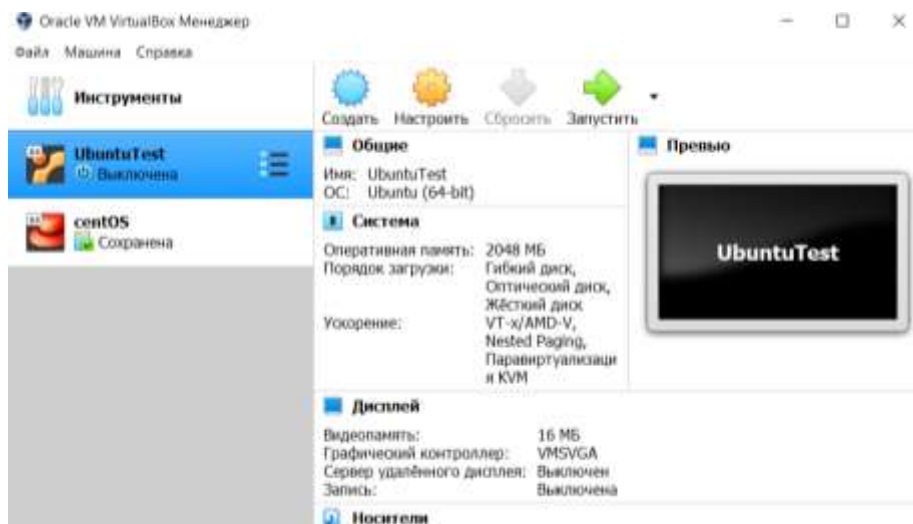 Oracle VM VirtualBox Менеджер
Файл Машина Справка
Инструменты
Создать Настроить Сбросить Запустить
UbuntuTest
Выключена
centOS
Сохранена
Общие
Имя: UbuntuTest
ОС: Ubuntu (64-bit)
Система
Оперативная память: 2048 МБ
Порядок загрузки: Гибкий диск,
Оптический диск,
Жёсткий диск
Ускорение: VT-x/AMD-V,
Nested Paging,
Паравиртуализаци
я KVM
Превью
UbuntuTest
Дисплей
Видеопамять: 16 МБ
Графический контроллер: VMSVGA
Сервер удалённого дисплея: Выключен
Запись: Выключена
Носители